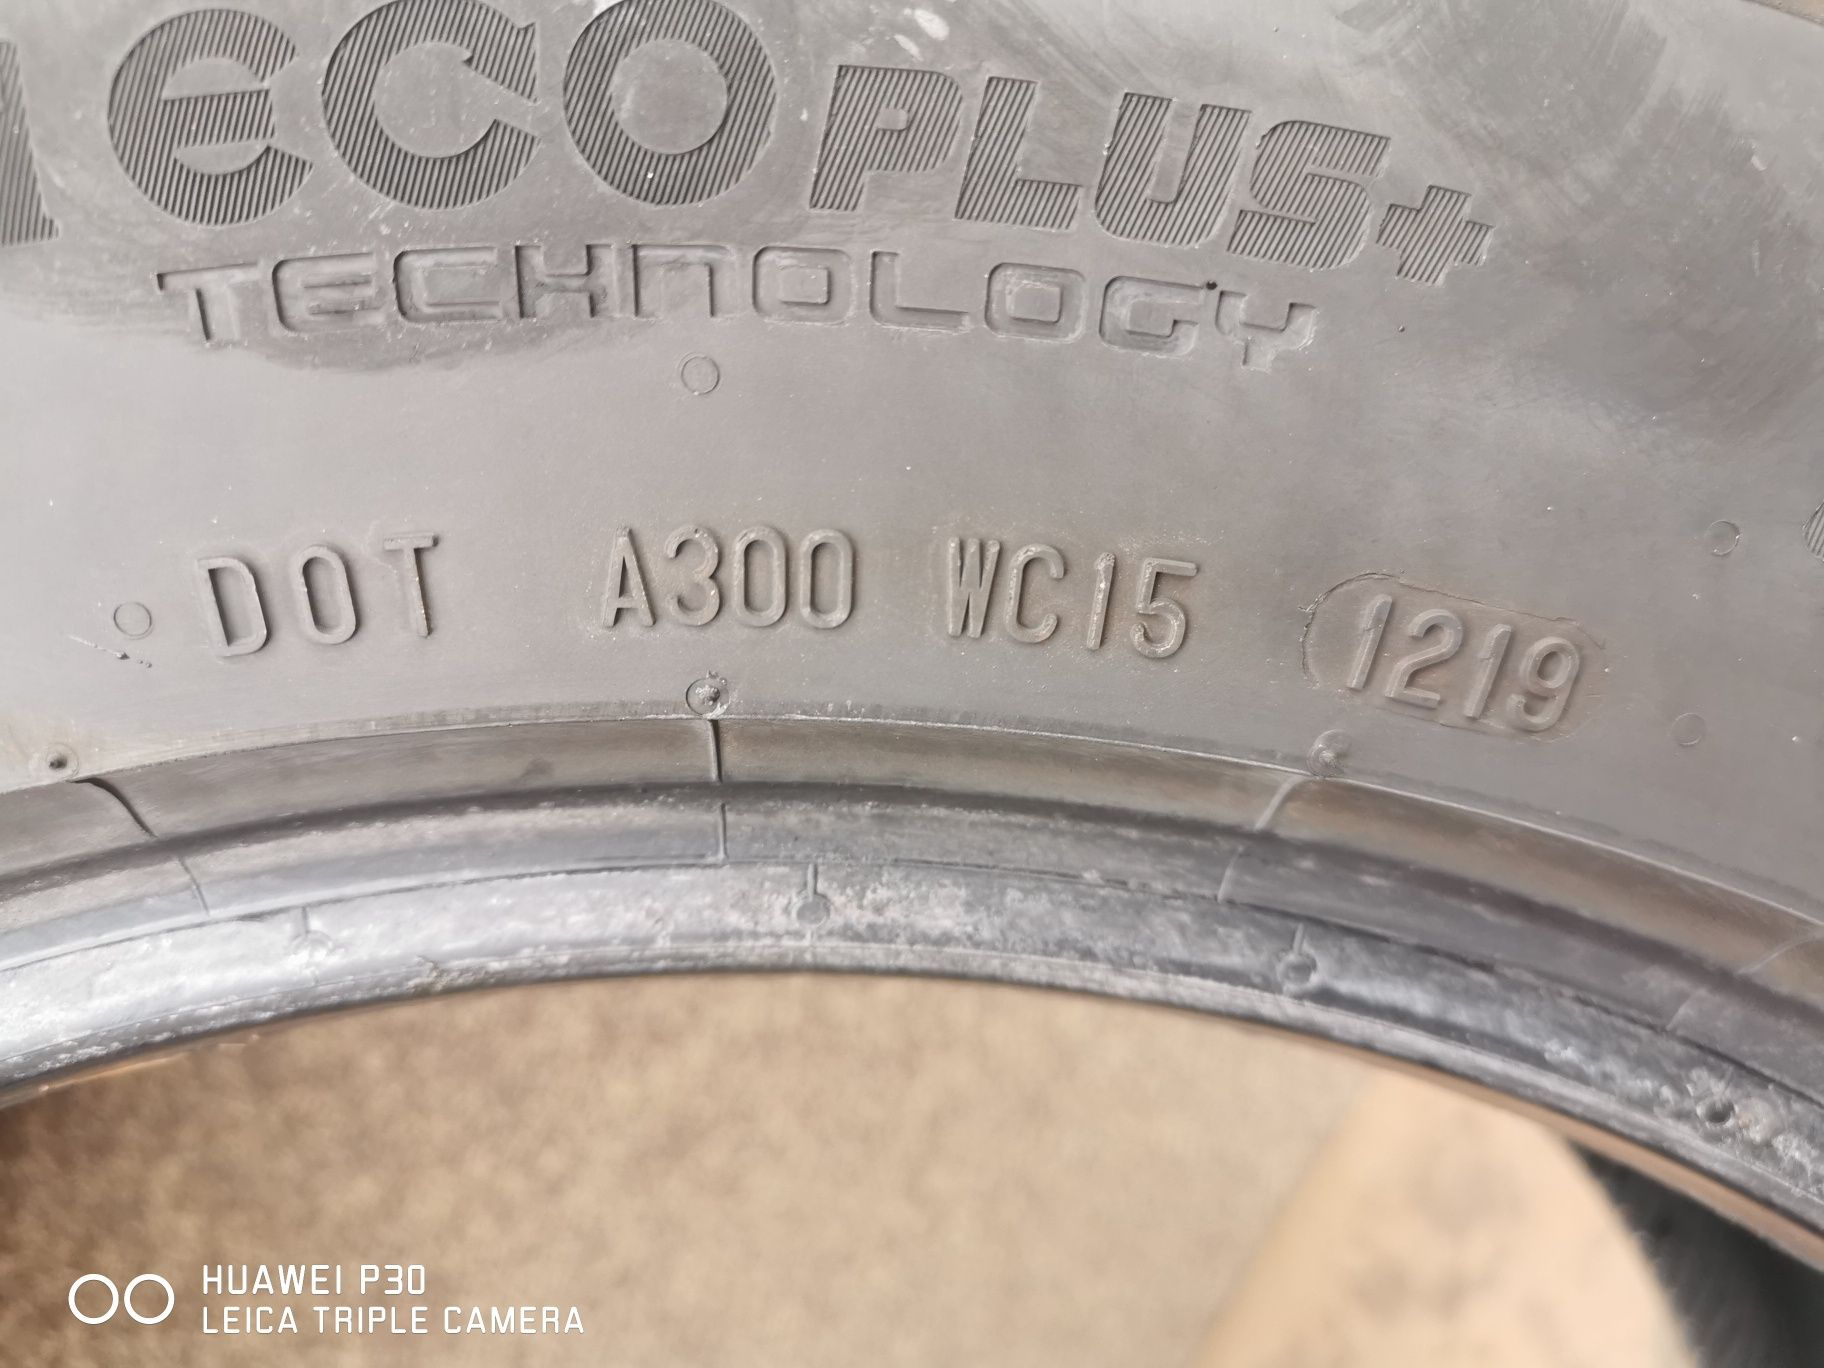 ECOPLUS+
TECHNOLOGY
DOT A300 WC15 1219
HUAWEI P30
LEICA TRIPLE CAMERA